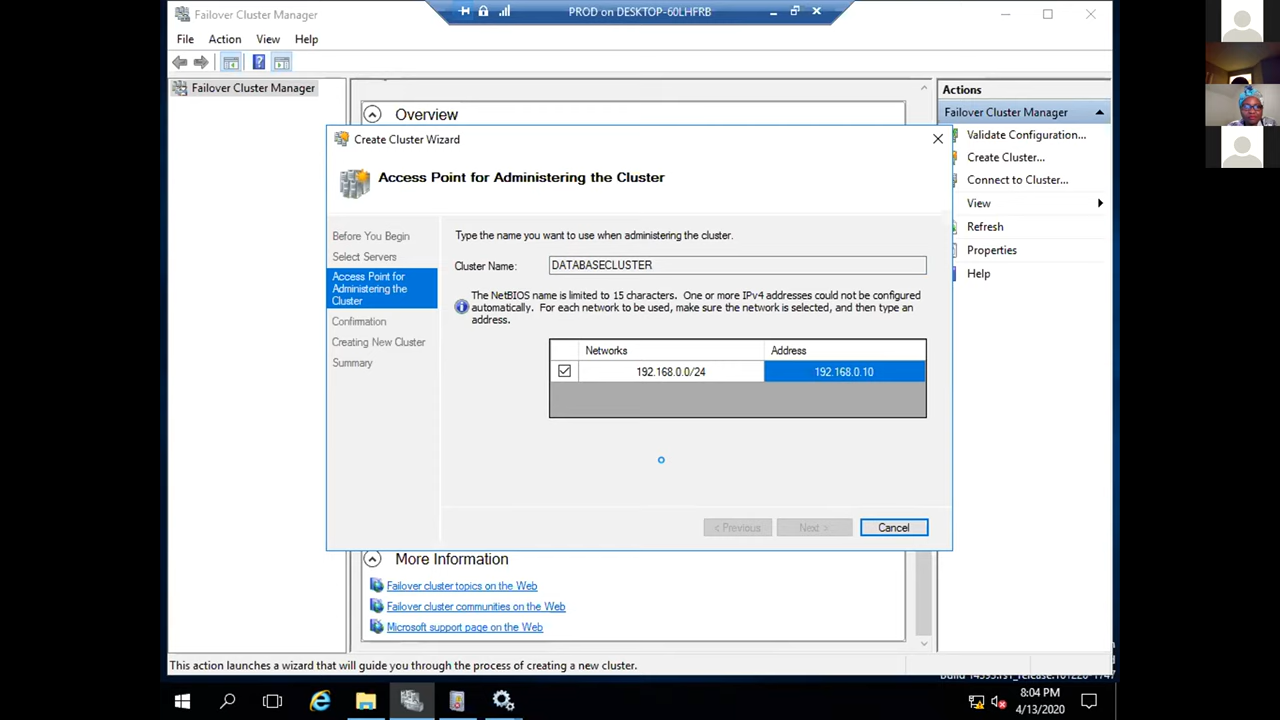 Failover Cluster Manager
PROD on DESKTOP-60LHFRB
File Action View Help
Failover Cluster Manager
Overview
Create Cluster Wizard
Access Point for Administering the Cluster
Before You Begin
Select Servers
Access Point for
Administering the
Cluster
Confirmation
Creating New Cluster
Summary
Type the name you want to use when administering the cluster.
Cluster Name: DATABASECLUSTER
The NetBIOS name is limited to 15 characters. One or more IPv4 addresses could not be configured
automatically. For each network to be used, make sure the network is selected, and then type an
address.
Networks Address
192.168.0.0/24 192.168.0.10
< Previous Next > Cancel
More Information
Failover cluster topics on the Web
Failover cluster communities on the Web
Microsoft support page on the Web
Actions
Failover Cluster Manager
Validate Configuration...
Create Cluster...
Connect to Cluster...
View
Refresh
Properties
Help
This action launches a wizard that will guide you through the process of creating a new cluster.
8:04 PM
4/13/2020